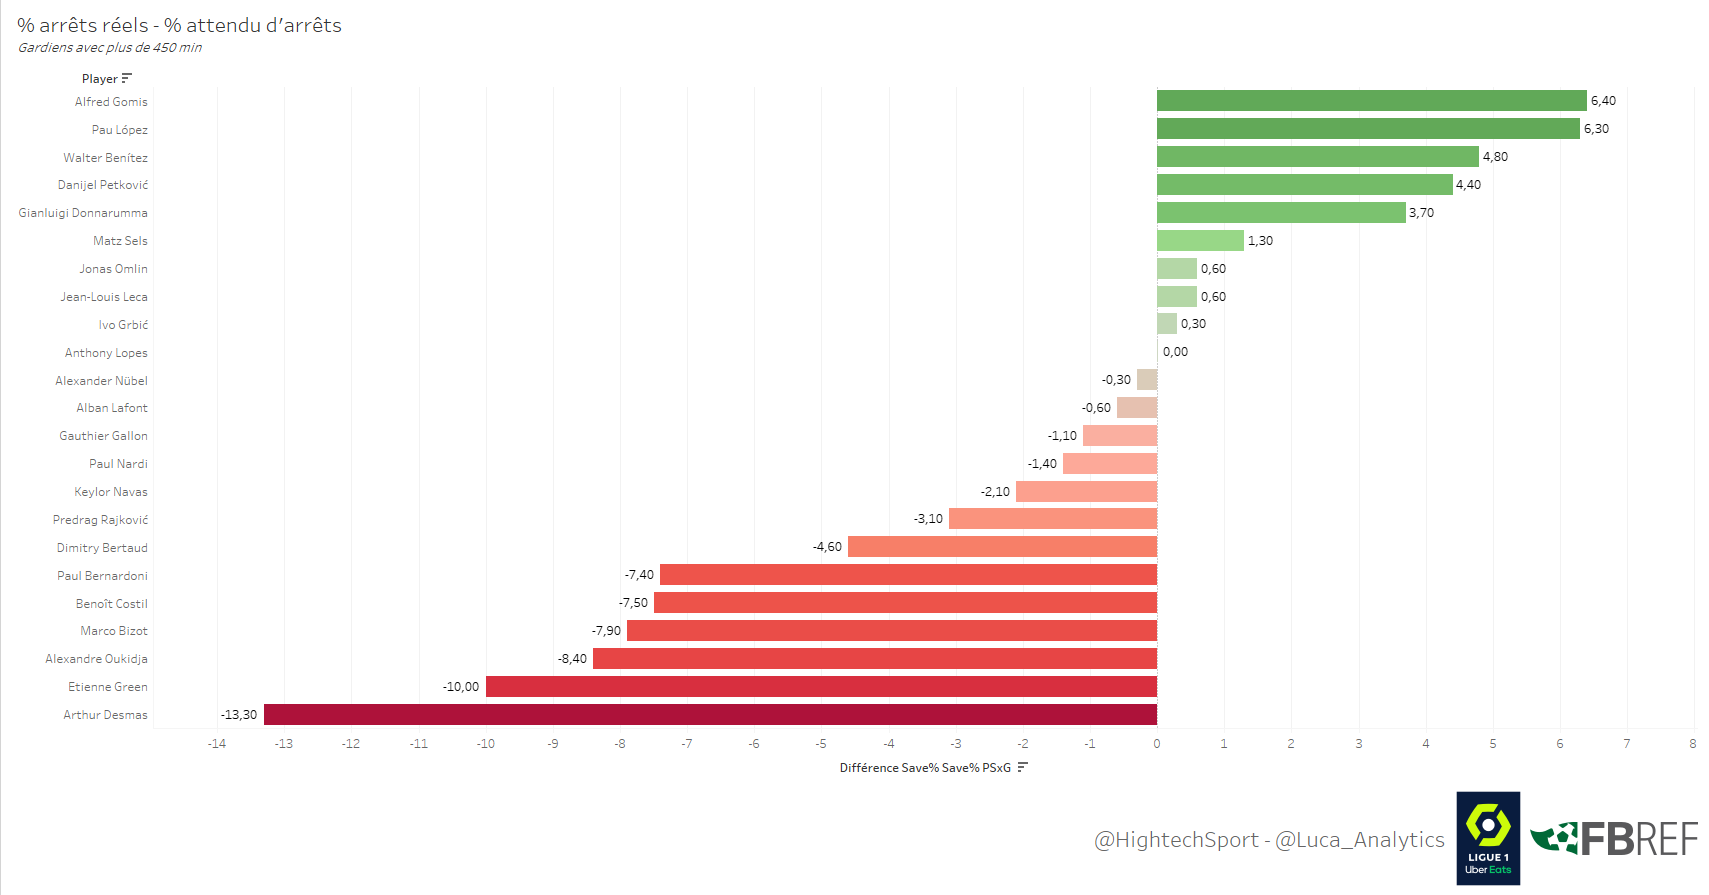 % arrêts réels - % attendu d'arrêts
Gardiens avec plus de 450 min
Player
Alfred Gomis 6,40
Pau López 6,30
Walter Benítez 4,80
Danijel Petković 4,40
Gianluigi Donnarumma 3,70
Matz Sels 1,30
Jonas Omlin 0,60
Jean-Louis Leca 0,60
Ivo Grbić 0,30
Anthony Lopes 0,00
Alexander Nübel -0,30
Alban Lafont -0,60
Gauthier Gallon -1,10
Paul Nardi -1,40
Keylor Navas -2,10
Predrag Rajković -3,10
Dimitry Bertaud -4,60
Paul Bernardoni -7,40
Benoît Costil -7,50
Marco Bizot -7,90
Alexandre Oukidja -8,40
Etienne Green -10,00
Arthur Desmas -13,30
-14 -13 -12 -11 -10 -9 -8 -7 -6 -5 -4 -3 -2 -1 0 1 2 3 4 5 6 7 8
Différence Save% Save% PSxG
@HightechSport - @Luca_Analytics
LIGUE 1
Uber Eats
FBREF